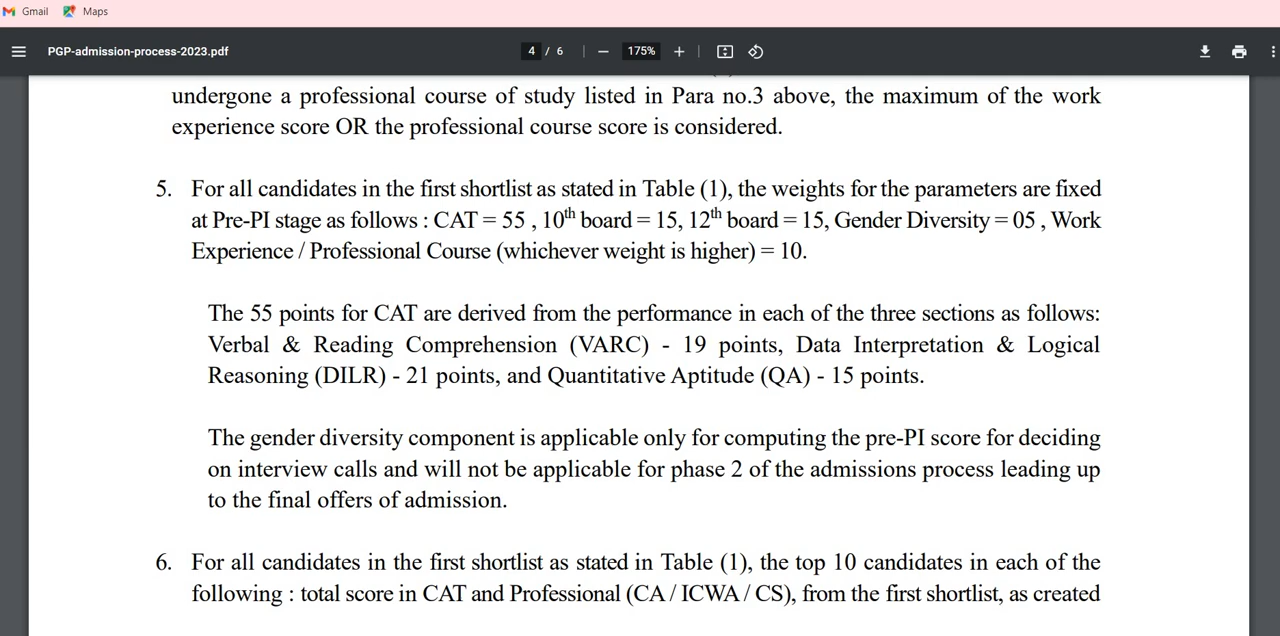 Gmail Maps
PGP-admission-process-2023.pdf 4 / 6 — 175% +
undergone a professional course of study listed in Para no.3 above, the maximum of the work
experience score OR the professional course score is considered.
5. For all candidates in the first shortlist as stated in Table (1), the weights for the parameters are fixed
at Pre-PI stage as follows : CAT = 55 , 10th board = 15, 12th board = 15, Gender Diversity = 05 , Work
Experience / Professional Course (whichever weight is higher) = 10.
The 55 points for CAT are derived from the performance in each of the three sections as follows:
Verbal & Reading Comprehension (VARC) - 19 points, Data Interpretation & Logical
Reasoning (DILR) - 21 points, and Quantitative Aptitude (QA) - 15 points.
The gender diversity component is applicable only for computing the pre-PI score for deciding
on interview calls and will not be applicable for phase 2 of the admissions process leading up
to the final offers of admission.
6. For all candidates in the first shortlist as stated in Table (1), the top 10 candidates in each of the
following : total score in CAT and Professional (CA / ICWA / CS), from the first shortlist, as created